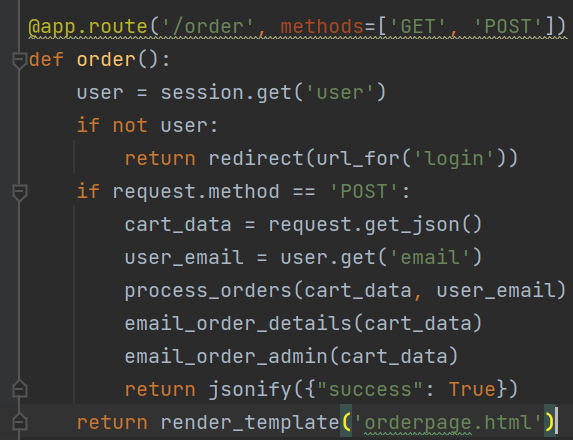 @app.route('/order', methods=['GET', 'POST'])
def order():
    user = session.get('user')
    if not user:
        return redirect(url_for('login'))
    if request.method == 'POST':
        cart_data = request.get_json()
        user_email = user.get('email')
        process_orders(cart_data, user_email)
        email_order_details(cart_data)
        email_order_admin(cart_data)
        return jsonify({"success": True})
    return render_template('orderpage.html')